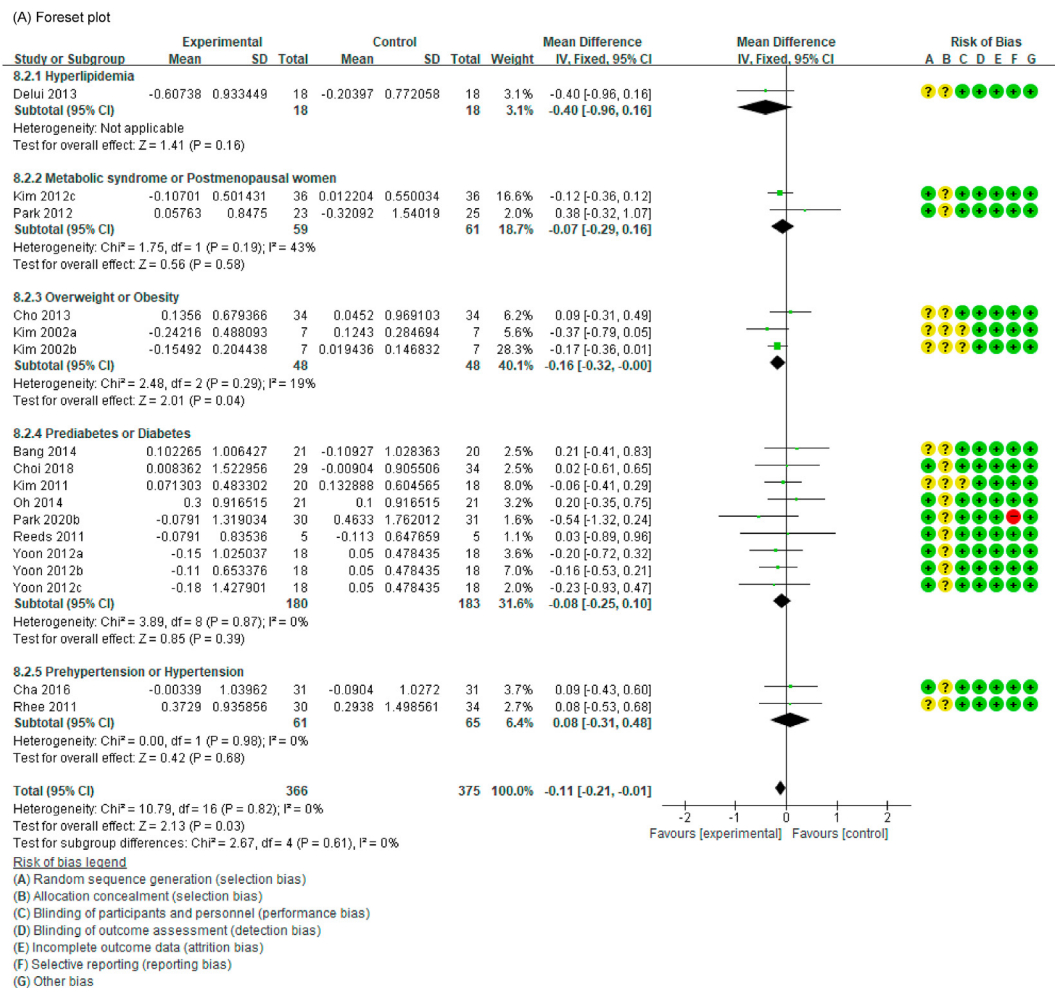 (A) Foreset plot
Experimental Control Mean Difference Mean Difference Risk of Bias
Study or Subgroup Mean SD Total Mean SD Total Weight IV, Fixed, 95% CI IV, Fixed, 95% CI A B C D E F G
8.2.1 Hyperlipidemia
Delui 2013 -0.60738 0.933449 18 -0.20397 0.772058 18 3.1% -0.40 [-0.96, 0.16] ? ? + + + + +
Subtotal (95% CI) 18 18 3.1% -0.40 [-0.96, 0.16]
Heterogeneity: Not applicable
Test for overall effect: Z = 1.41 (P = 0.16)
8.2.2 Metabolic syndrome or Postmenopausal women
Kim 2012c -0.10701 0.501431 36 0.012204 0.550034 36 16.6% -0.12 [-0.36, 0.12] + ? + + + + +
Park 2012 0.05763 0.8475 23 -0.32092 1.54019 25 2.0% 0.38 [-0.32, 1.07] + ? + + + + +
Subtotal (95% CI) 59 61 18.7% -0.07 [-0.29, 0.16]
Heterogeneity: Chi² = 1.75, df = 1 (P = 0.19); I² = 43%
Test for overall effect: Z = 0.56 (P = 0.58)
8.2.3 Overweight or Obesity
Cho 2013 0.1356 0.679366 34 0.0452 0.969103 34 6.2% 0.09 [-0.31, 0.49] ? ? + + + + +
Kim 2002a -0.24216 0.488093 7 0.1243 0.284694 7 5.6% -0.37 [-0.79, 0.05] ? ? ? + + + +
Kim 2002b -0.15492 0.204438 7 0.019436 0.146832 7 28.3% -0.17 [-0.36, 0.01] ? ? ? + + + +
Subtotal (95% CI) 48 48 40.1% -0.16 [-0.32, -0.00]
Heterogeneity: Chi² = 2.48, df = 2 (P = 0.29); I² = 19%
Test for overall effect: Z = 2.01 (P = 0.04)
8.2.4 Prediabetes or Diabetes
Bang 2014 0.102265 1.006427 21 -0.10927 1.028363 20 2.5% 0.21 [-0.41, 0.83] ? ? + + + + +
Choi 2018 0.008362 1.522956 29 -0.00904 0.905506 34 2.4% 0.02 [-0.61, 0.65] + ? + + + + +
Kim 2011 0.071303 0.483302 20 0.132888 0.604565 18 8.1% -0.06 [-0.41, 0.29] ? ? ? + + + +
Oh 2014 0.3 0.916515 21 0.1 0.916515 21 3.2% 0.20 [-0.35, 0.75] + ? + + + + +
Park 2020b -0.0791 1.319034 30 0.4633 1.762012 31 1.6% -0.54 [-1.32, 0.24] + ? + + + − +
Reeds 2011 -0.0791 0.83536 5 -0.113 0.647659 5 1.1% 0.03 [-0.89, 0.96] + ? + + + + +
Yoon 2012a -0.15 1.025037 18 0.05 0.478435 18 3.6% -0.20 [-0.72, 0.32] + ? + + + + +
Yoon 2012b -0.11 0.653376 18 0.05 0.478435 18 7.0% -0.16 [-0.53, 0.21] + ? + + + + +
Yoon 2012c -0.18 1.427901 18 0.05 0.478435 18 2.0% -0.23 [-0.93, 0.47] + ? + + + + +
Subtotal (95% CI) 180 183 31.6% -0.08 [-0.25, 0.10]
Heterogeneity: Chi² = 3.89, df = 8 (P = 0.87); I² = 0%
Test for overall effect: Z = 0.85 (P = 0.39)
8.2.5 Prehypertension or Hypertension
Cha 2016 -0.00339 1.03962 31 -0.0904 1.0272 31 3.7% 0.09 [-0.43, 0.60] + ? + + + + +
Rhee 2011 0.3729 0.935856 30 0.2938 1.498561 34 2.7% 0.08 [-0.53, 0.68] ? ? + + + + +
Subtotal (95% CI) 61 65 6.4% 0.08 [-0.31, 0.48]
Heterogeneity: Chi² = 0.00, df = 1 (P = 0.98); I² = 0%
Test for overall effect: Z = 0.42 (P = 0.68)
Total (95% CI) 366 375 100.0% -0.11 [-0.21, -0.01]
Heterogeneity: Chi² = 10.79, df = 16 (P = 0.82); I² = 0%
Test for overall effect: Z = 2.13 (P = 0.03)
Test for subgroup differences: Chi² = 2.67, df = 4 (P = 0.61), I² = 0%
-2 -1 0 1 2
Favours [experimental] Favours [control]
Risk of bias legend
(A) Random sequence generation (selection bias)
(B) Allocation concealment (selection bias)
(C) Blinding of participants and personnel (performance bias)
(D) Blinding of outcome assessment (detection bias)
(E) Incomplete outcome data (attrition bias)
(F) Selective reporting (reporting bias)
(G) Other bias